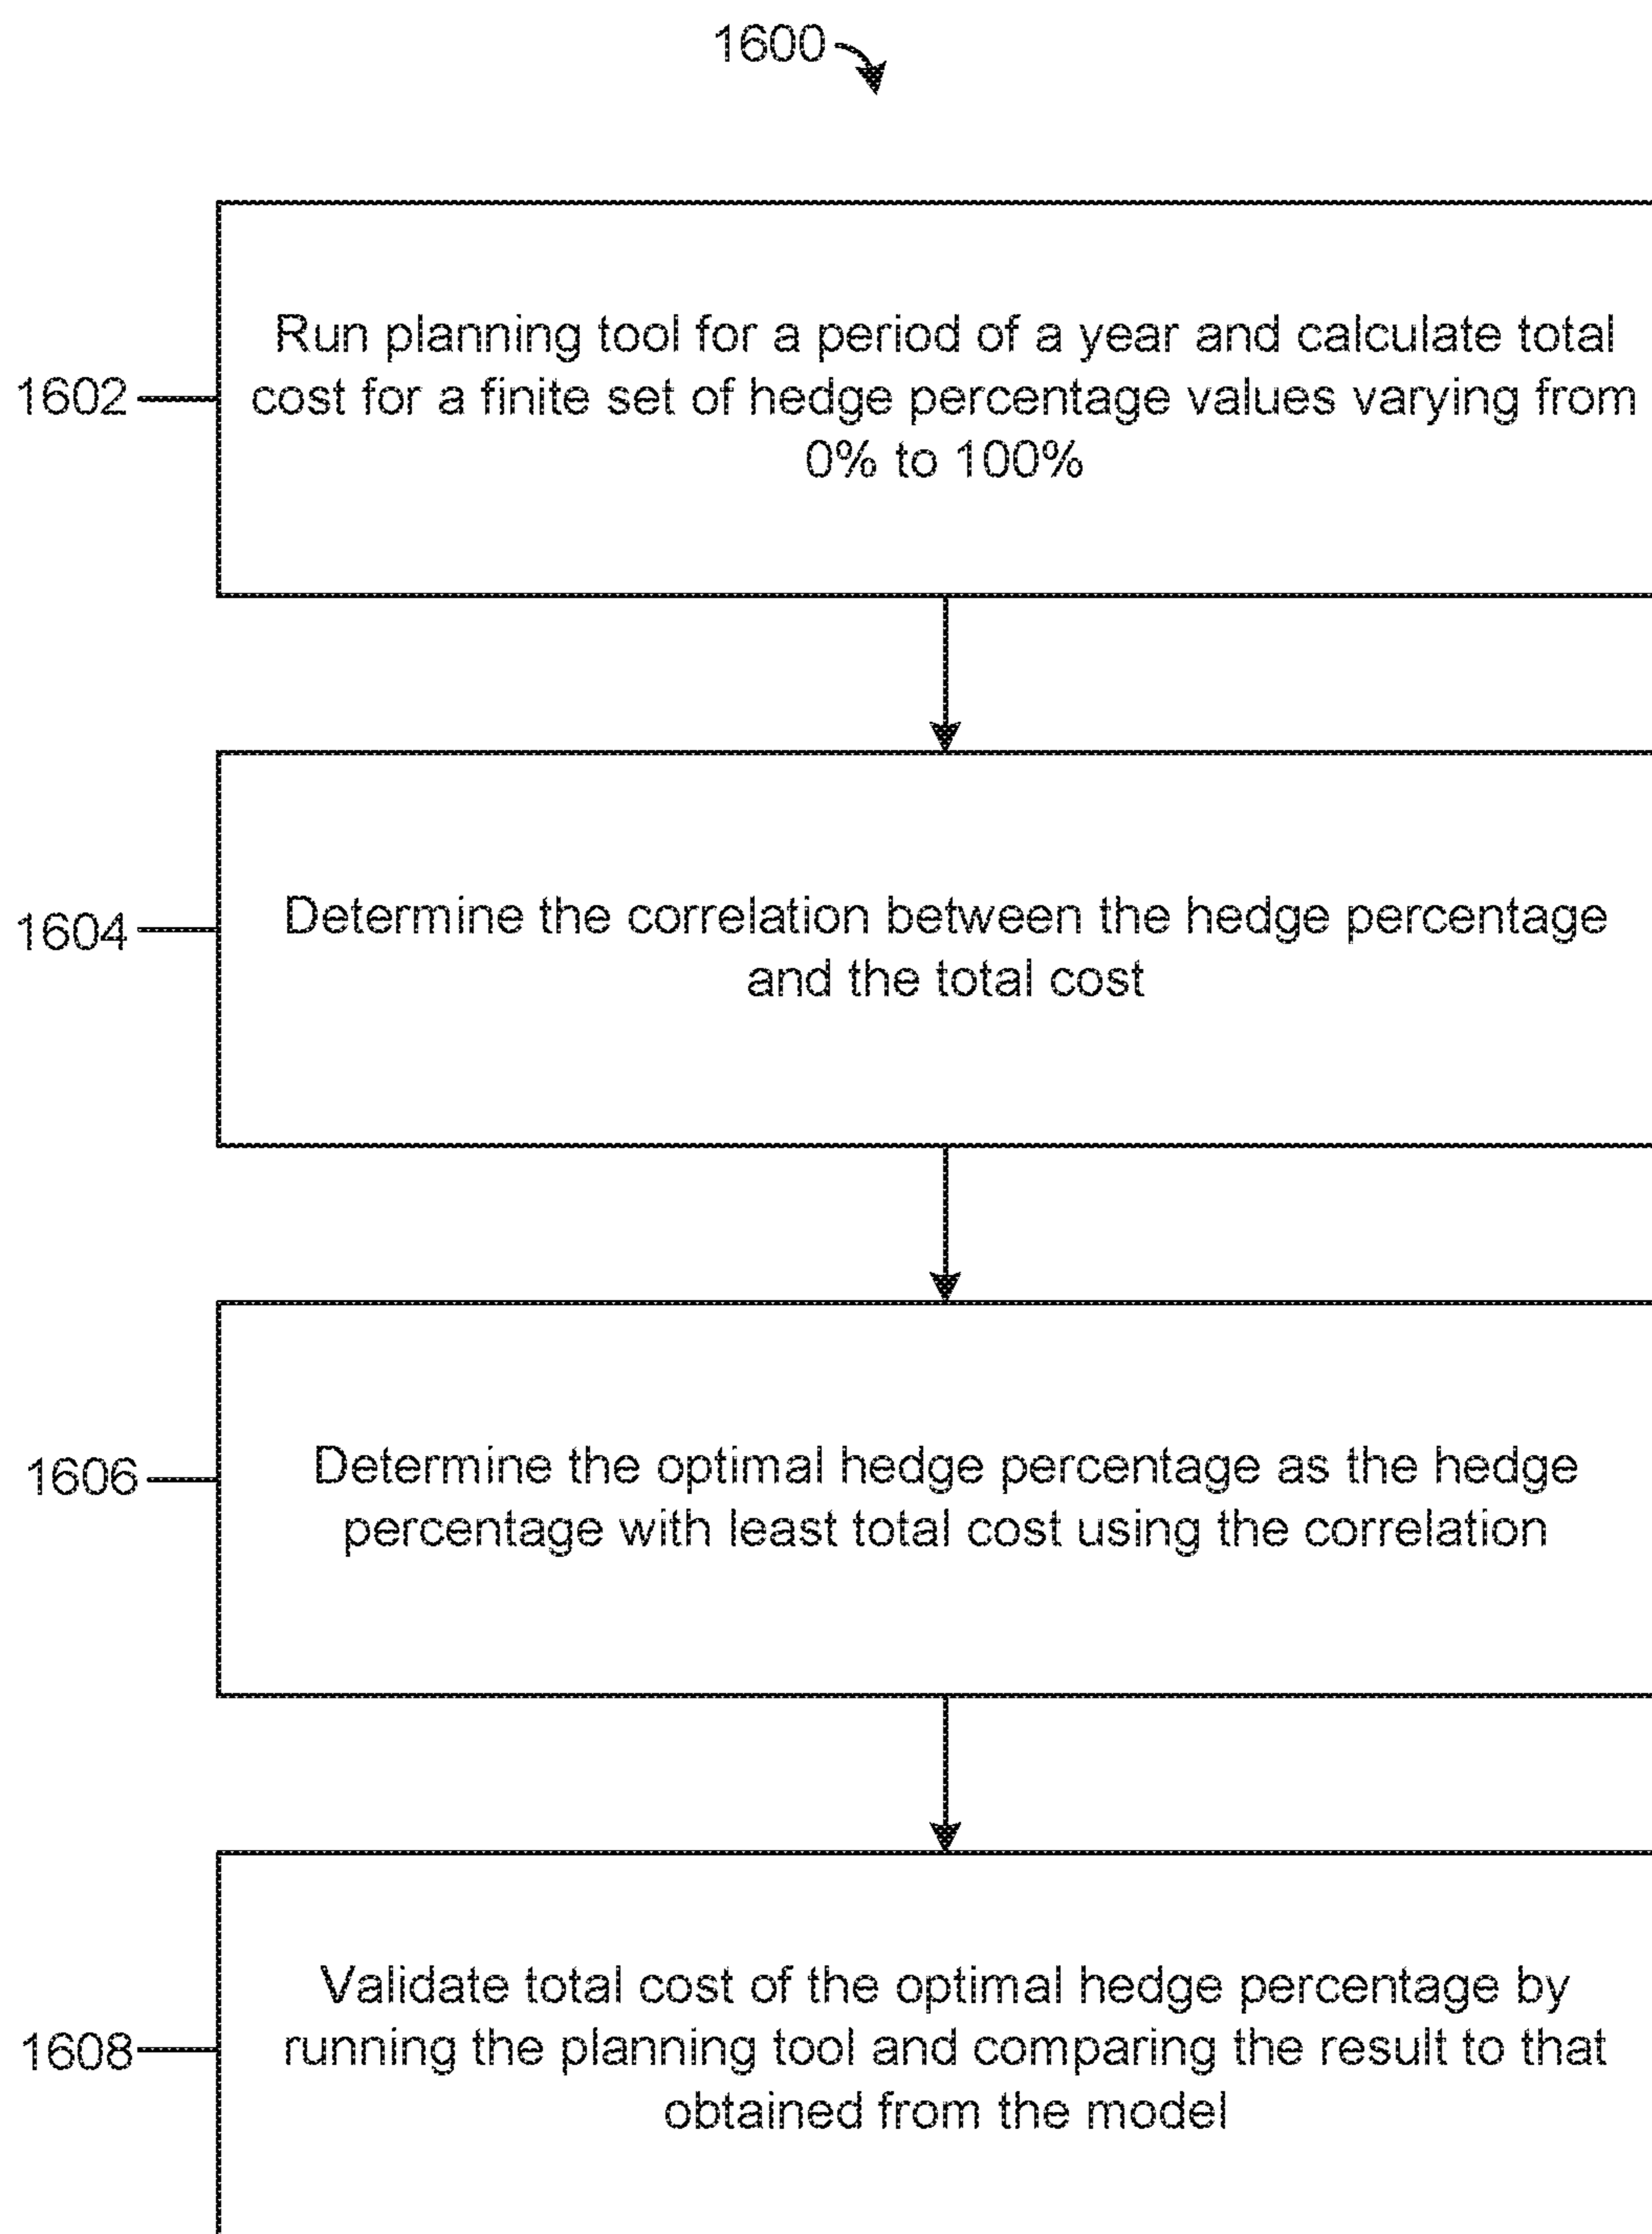 1600
Run planning tool for a period of a year and calculate total
1602
cost for a finite set of hedge percentage values varying from
0% to 100%
1604
Determine the correlation between the hedge percentage
and the total cost
1606
Determine the optimal hedge percentage as the hedge
percentage with least total cost using the correlation
Validate total cost of the optimal hedge percentage by
1608
running the planning tool and comparing the result to that
obtained from the model